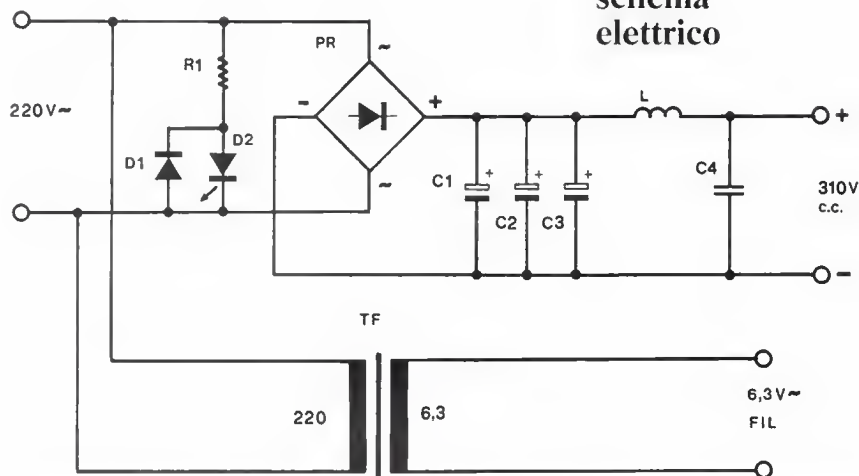 schema
elettrico
PR
~
R1
220V~
-
+
L
+
D1
D2
C1
+
C2
+
C3
+
C4
310V
c.c.
~
-
TF
220
6,3
6,3V~
FIL